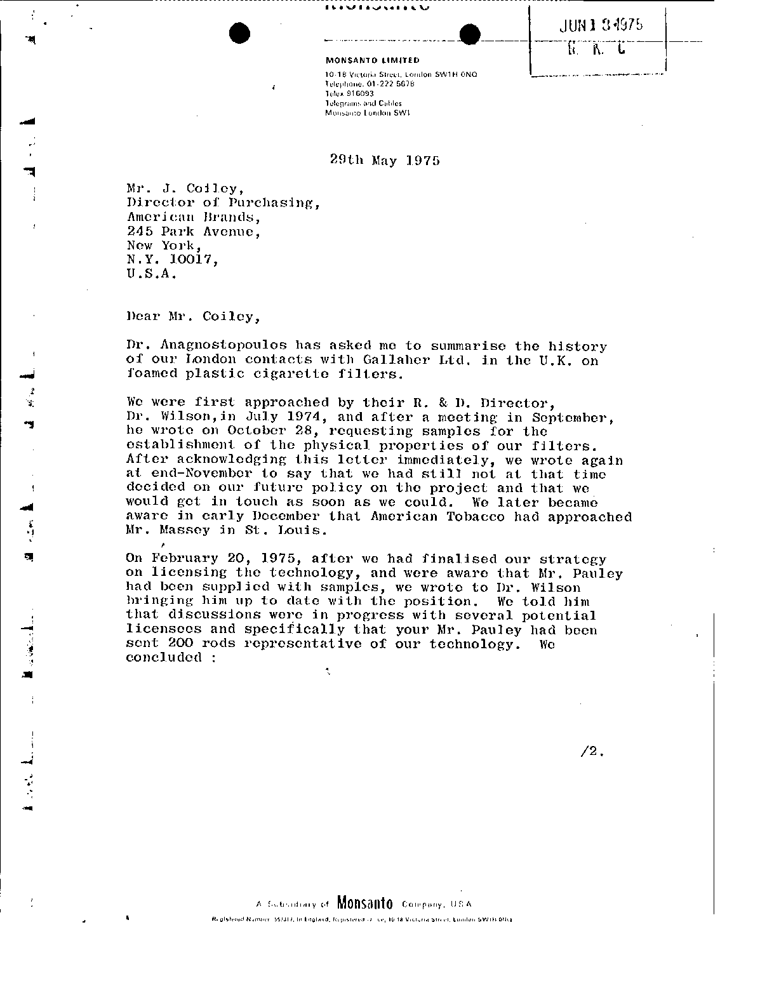 MONSANTO LIMITED
10-18 Victoria Street, London SW1H 0NQ
Telephone: 01-222 5678
Telex 916093
Telegrams and Cables
Monsanto London SW1
JUN 13 1975
29th May 1975
Mr. J. Coiley,
Director of Purchasing,
American Brands,
245 Park Avenue,
New York,
N.Y. 10017,
U.S.A.
Dear Mr. Coiley,
Dr. Anagnostopoulos has asked me to summarise the history
of our London contacts with Gallaher Ltd. in the U.K. on
foamed plastic cigarette filters.
We were first approached by their R. & D. Director,
Dr. Wilson,in July 1974, and after a meeting in September,
he wrote on October 28, requesting samples for the
establishment of the physical properties of our filters.
After acknowledging this letter immediately, we wrote again
at end-November to say that we had still not at that time
decided on our future policy on the project and that we
would get in touch as soon as we could. We later became
aware in early December that American Tobacco had approached
Mr. Massey in St. Louis.
On February 20, 1975, after we had finalised our strategy
on licensing the technology, and were aware that Mr. Pauley
had been supplied with samples, we wrote to Dr. Wilson
bringing him up to date with the position. We told him
that discussions were in progress with several potential
licensees and specifically that your Mr. Pauley had been
sent 200 rods representative of our technology. We
concluded :
/2.
A Subsidiary of Monsanto Company, USA
Registered Number in England, Registered 10-18 Victoria Street, London SW1H 0NQ